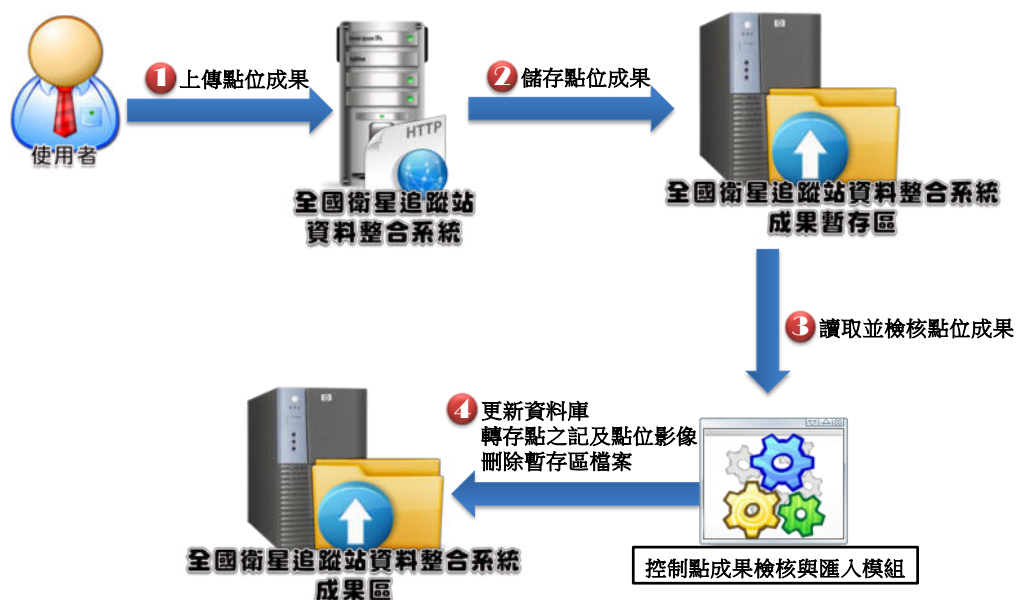 1 上傳點位成果
2 儲存點位成果
使用者
HTTP
全國衛星追蹤站
資料整合系統
全國衛星追蹤站資料整合系統
成果暫存區
3 讀取並檢核點位成果
4 更新資料庫
轉存點之記及點位影像
刪除暫存區檔案
全國衛星追蹤站資料整合系統
成果區
控制點成果檢核與匯入模組